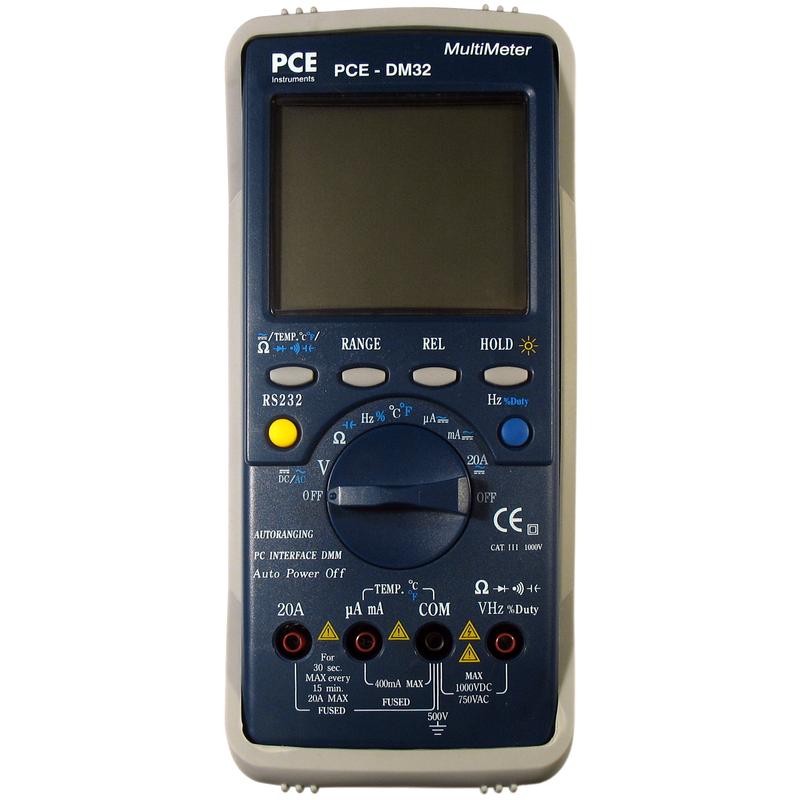 MultiMeter
PCE
Instruments
PCE - DM32
/TEMP.°C°F/
Ω
RANGE
REL
HOLD
RS232
Hz %Duty
Hz % °C °F
μA
mA
Ω
20A
V
DC/AC
OFF
OFF
CE
CAT III 1000V
AUTORANGING
PC INTERFACE DMM
Auto Power Off
TEMP. °C °F
Ω
20A
μA mA
COM
VHz %Duty
For
30 sec.
MAX every
15 min.
20A MAX
FUSED
400mA MAX
FUSED
MAX
1000VDC
750VAC
500V